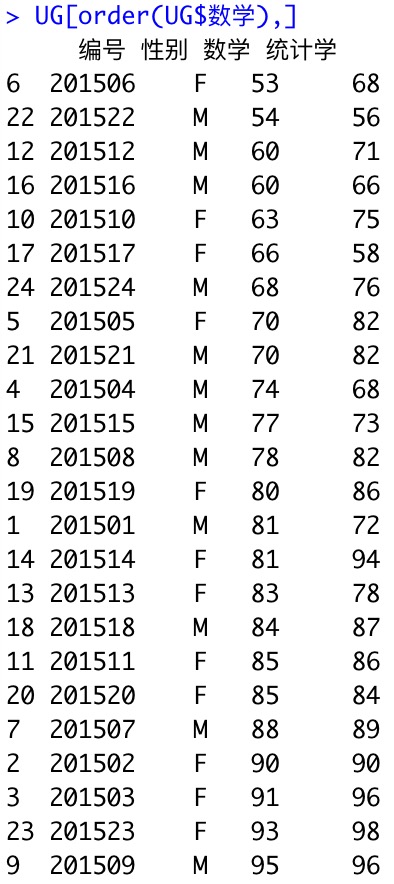 > UG[order(UG$数学),]
编号 性别 数学 统计学
6 201506 F 53 68
22 201522 M 54 56
12 201512 M 60 71
16 201516 M 60 66
10 201510 F 63 75
17 201517 F 66 58
24 201524 M 68 76
5 201505 F 70 82
21 201521 M 70 82
4 201504 M 74 68
15 201515 M 77 73
8 201508 M 78 82
19 201519 F 80 86
1 201501 M 81 72
14 201514 F 81 94
13 201513 F 83 78
18 201518 M 84 87
11 201511 F 85 86
20 201520 F 85 84
7 201507 M 88 89
2 201502 F 90 90
3 201503 F 91 96
23 201523 F 93 98
9 201509 M 95 96